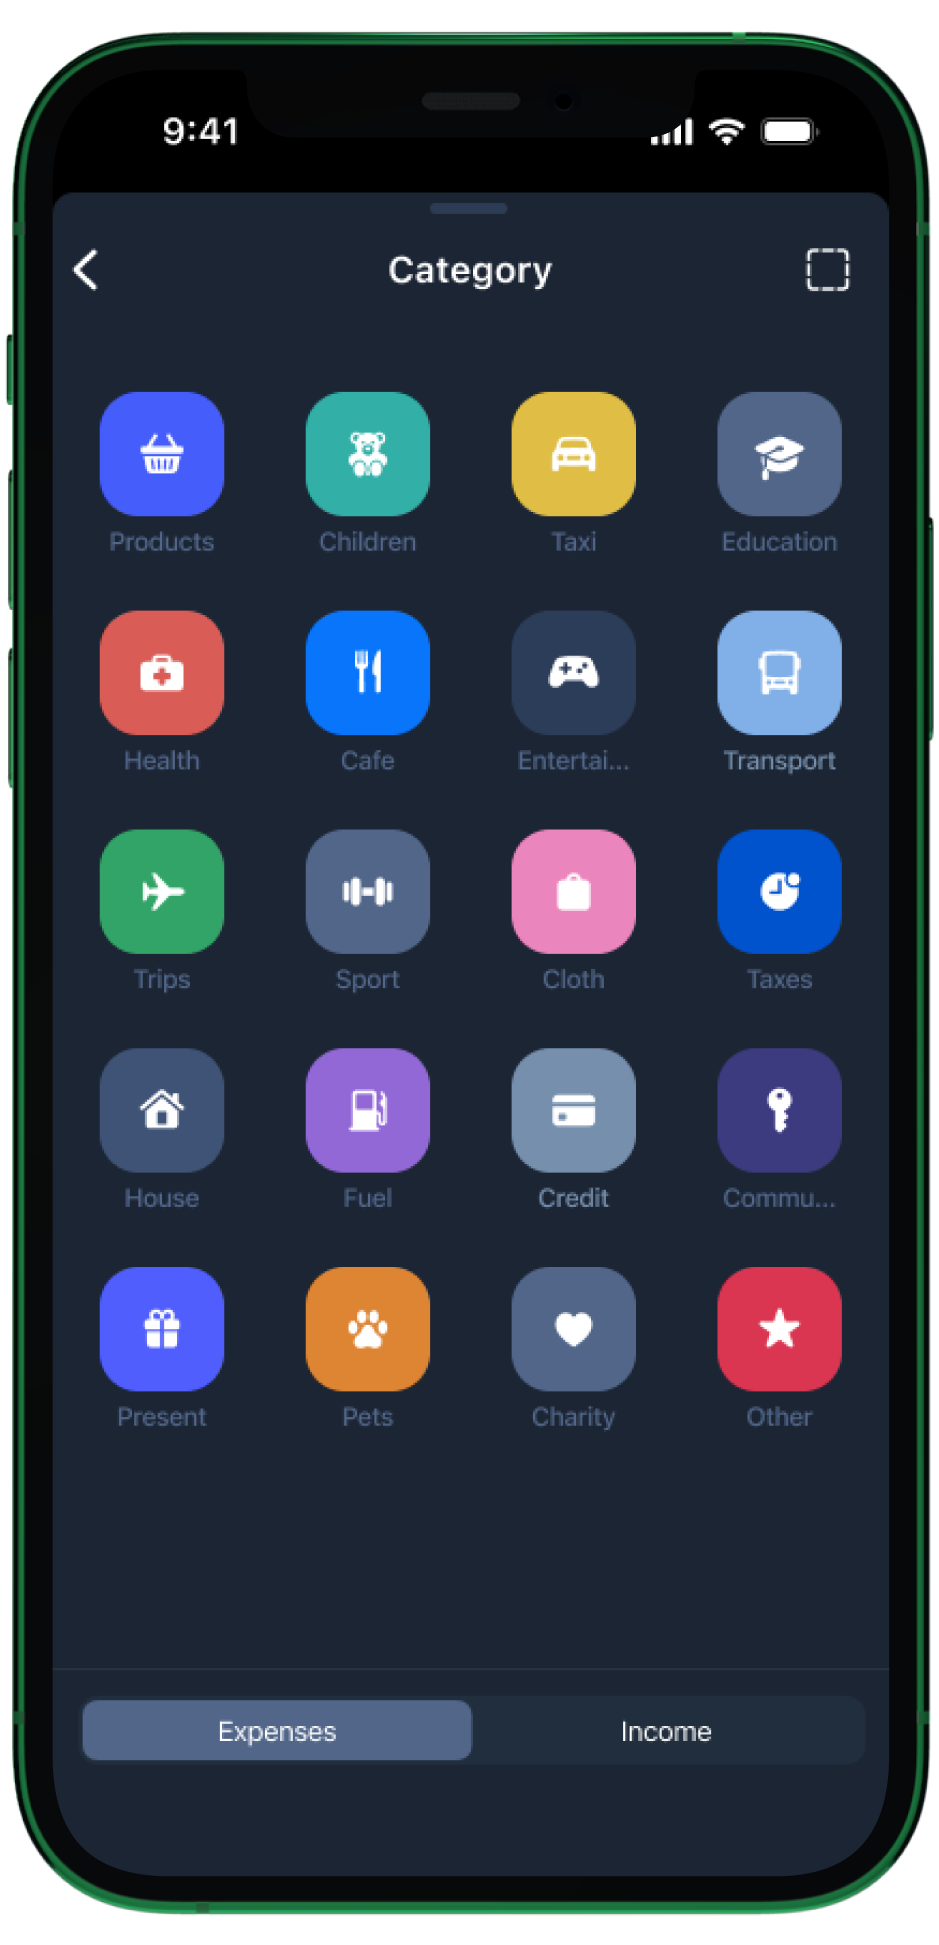 9:41
Category
Products
Children
Taxi
Education
Health
Cafe
Entertai...
Transport
Trips
Sport
Cloth
Taxes
House
Fuel
Credit
Commu...
Present
Pets
Charity
Other
Expenses
Income